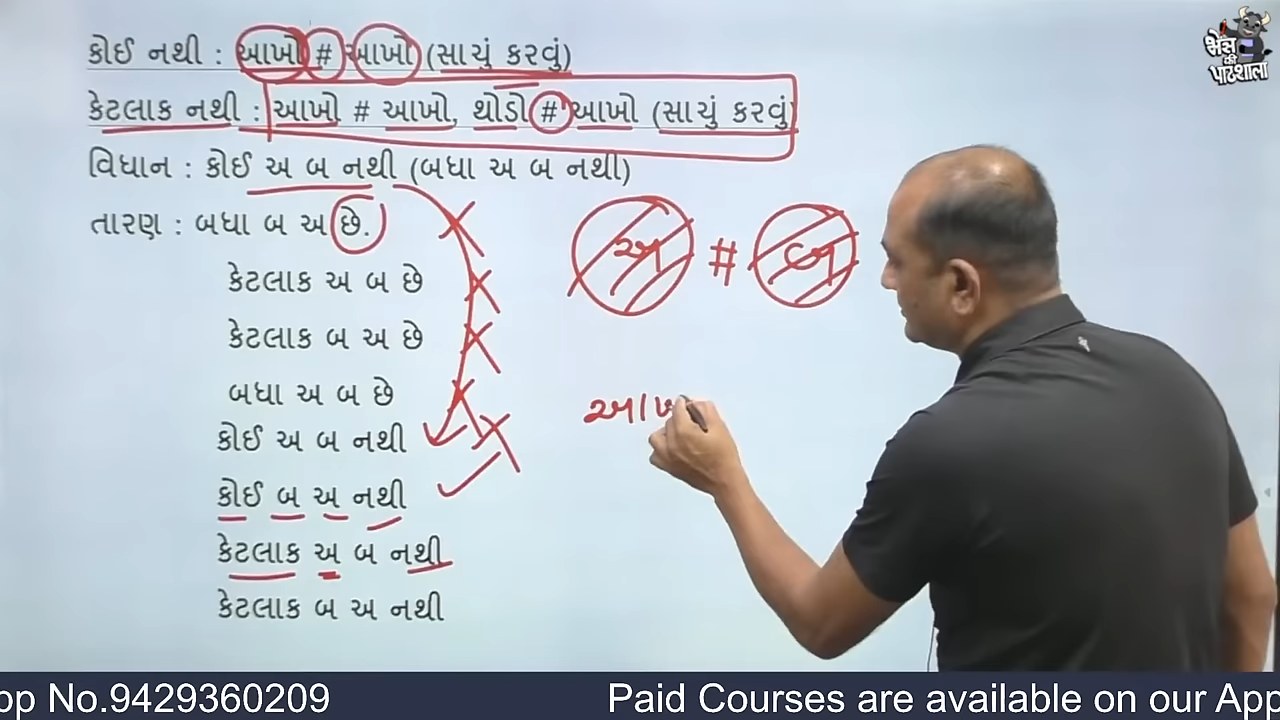 કોઈ નથી : આખો # આખો (સાચું કરવું)
કેટલાક નથી : આખો # આખો, થોડો # આખો (સાચું કરવું)
વિધાન : કોઈ અ બ નથી (બધા અ બ નથી)
તારણ : બધા બ અ છે.
કેટલાક અ બ છે
કેટલાક બ અ છે
બધા અ બ છે
કોઈ અ બ નથી
કોઈ બ અ નથી
કેટલાક અ બ નથી
કેટલાક બ અ નથી
અ # બ
આખ
भैंस
की
पाठशाला
pp No.9429360209 Paid Courses are available on our App